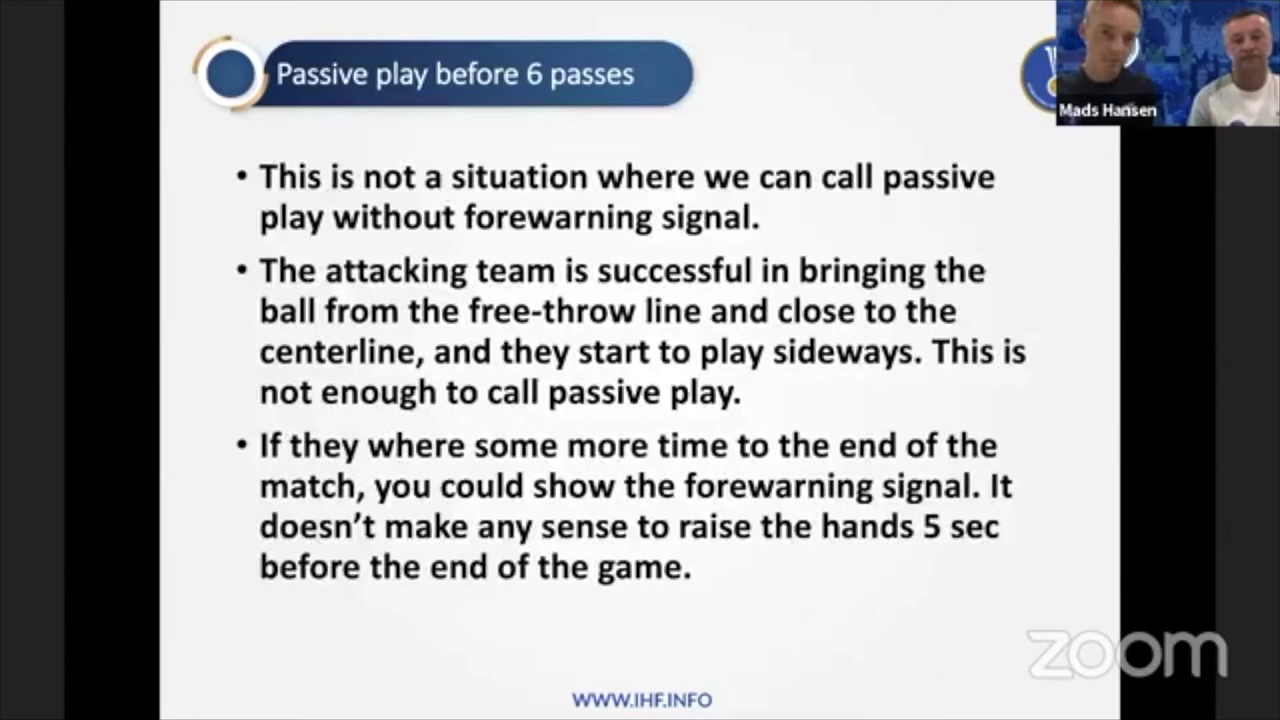 Passive play before 6 passes
Mads Hansen
• This is not a situation where we can call passive
play without forewarning signal.
• The attacking team is successful in bringing the
ball from the free-throw line and close to the
centerline, and they start to play sideways. This is
not enough to call passive play.
• If they where some more time to the end of the
match, you could show the forewarning signal. It
doesn't make any sense to raise the hands 5 sec
before the end of the game.
zoom
WWW.IHF.INFO